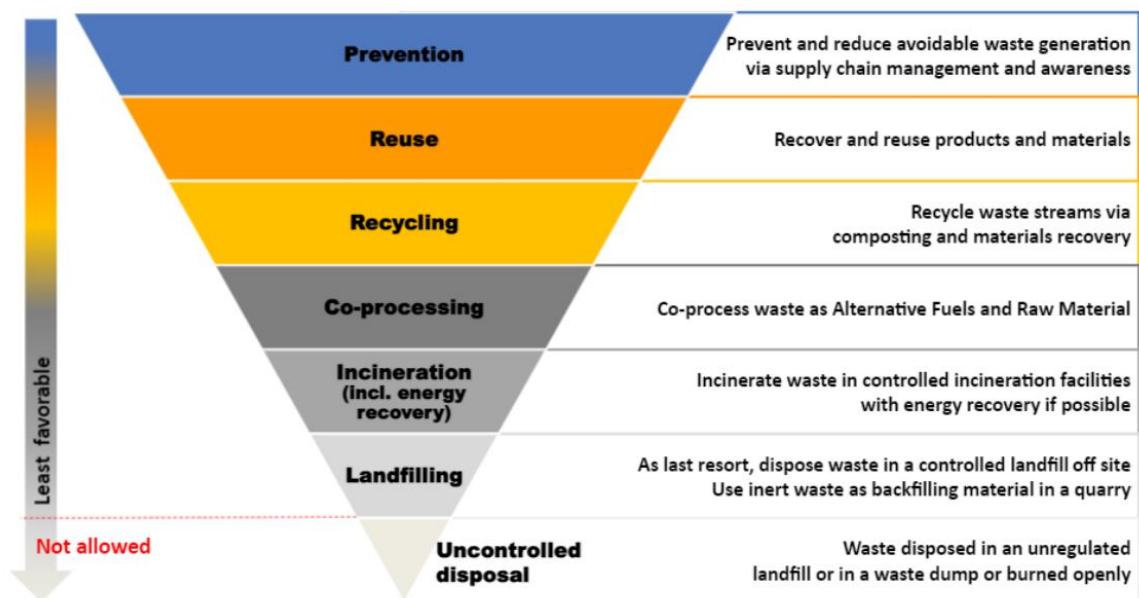 Prevention
Prevent and reduce avoidable waste generation
via supply chain management and awareness
Reuse
Recover and reuse products and materials
Recycling
Recycle waste streams via
composting and materials recovery
Co-processing
Co-process waste as Alternative Fuels and Raw Material
Incineration
(incl. energy
recovery)
Incinerate waste in controlled incineration facilities
with energy recovery if possible
Landfilling
As last resort, dispose waste in a controlled landfill off site
Use inert waste as backfilling material in a quarry
Least favorable
Not allowed
Uncontrolled
disposal
Waste disposed in an unregulated
landfill or in a waste dump or burned openly